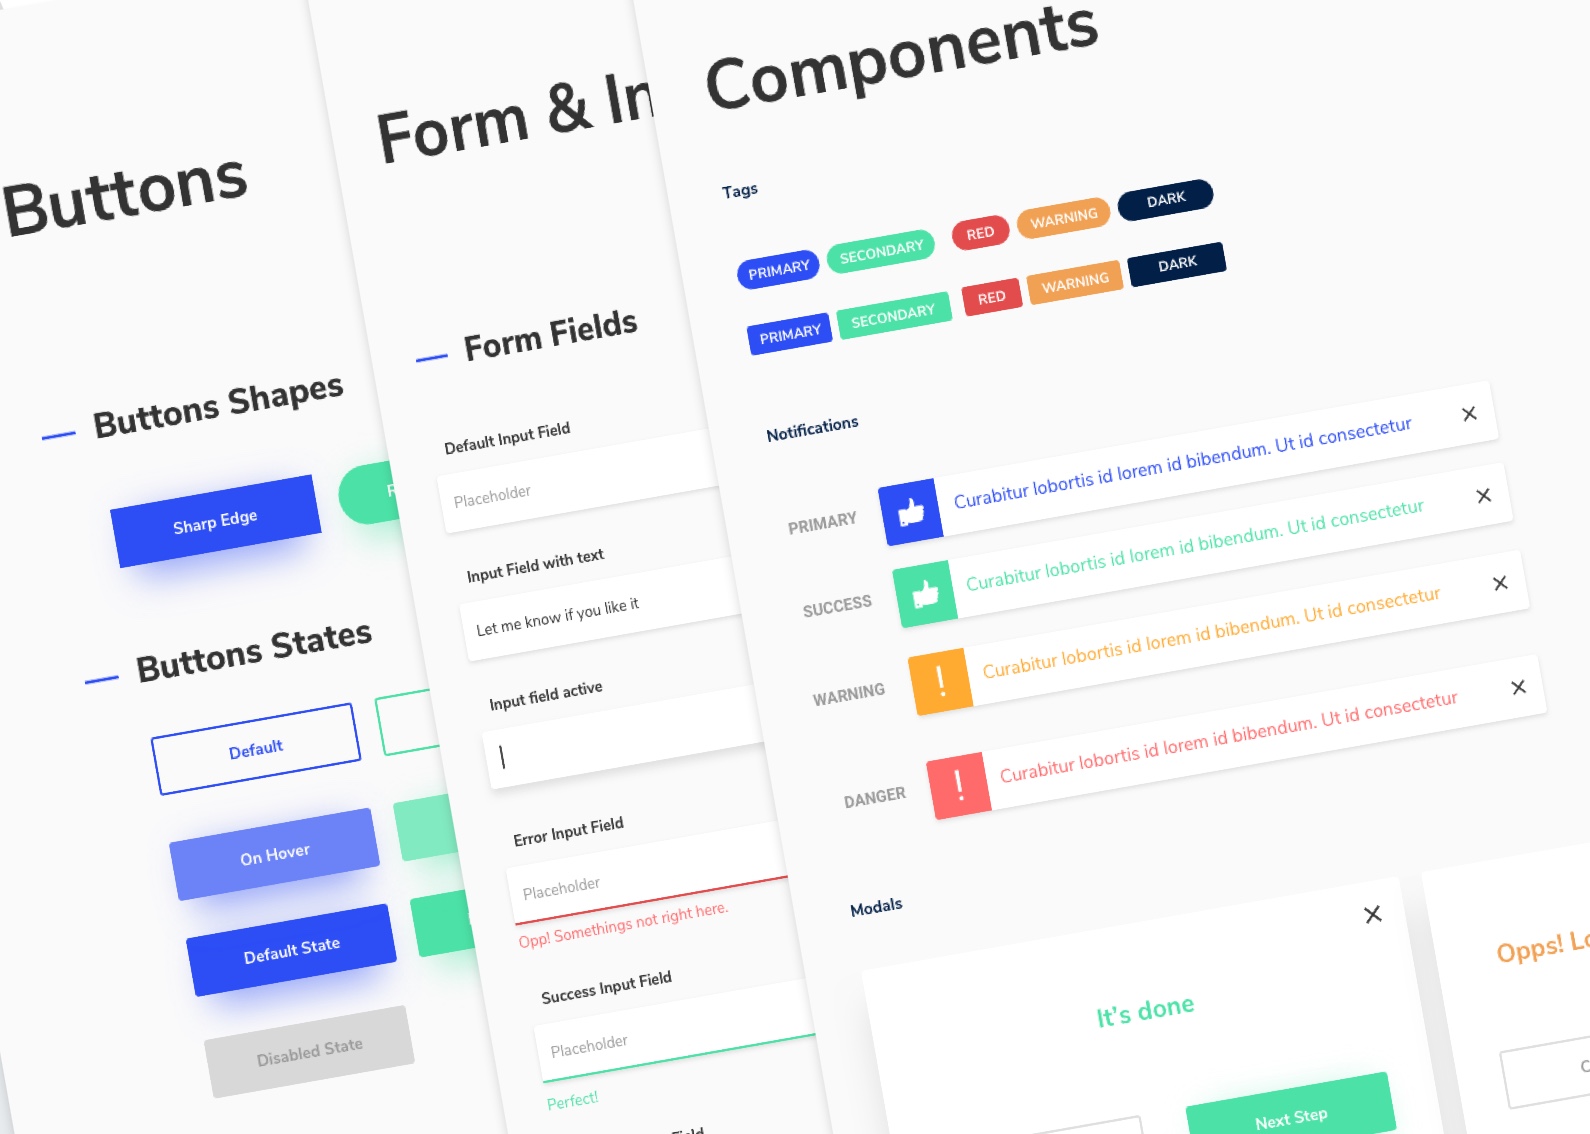 Buttons
Buttons Shapes
Sharp Edge
Buttons States
Default
On Hover
Default State
Disabled State
Form &
Form Fields
Default Input Field
Placeholder
Input Field with text
Let me know if you like it
Input field active
Error Input Field
Placeholder
Opp! Somethings not right here.
Success Input Field
Placeholder
Perfect!
Components
Tags
PRIMARY SECONDARY RED WARNING DARK
PRIMARY SECONDARY RED WARNING DARK
Notifications
PRIMARY Curabitur lobortis id lorem id bibendum. Ut id consectetur
SUCCESS Curabitur lobortis id lorem id bibendum. Ut id consectetur
WARNING Curabitur lobortis id lorem id bibendum. Ut id consectetur
DANGER Curabitur lobortis id lorem id bibendum. Ut id consectetur
Modals
It's done
Next Step
Opps!